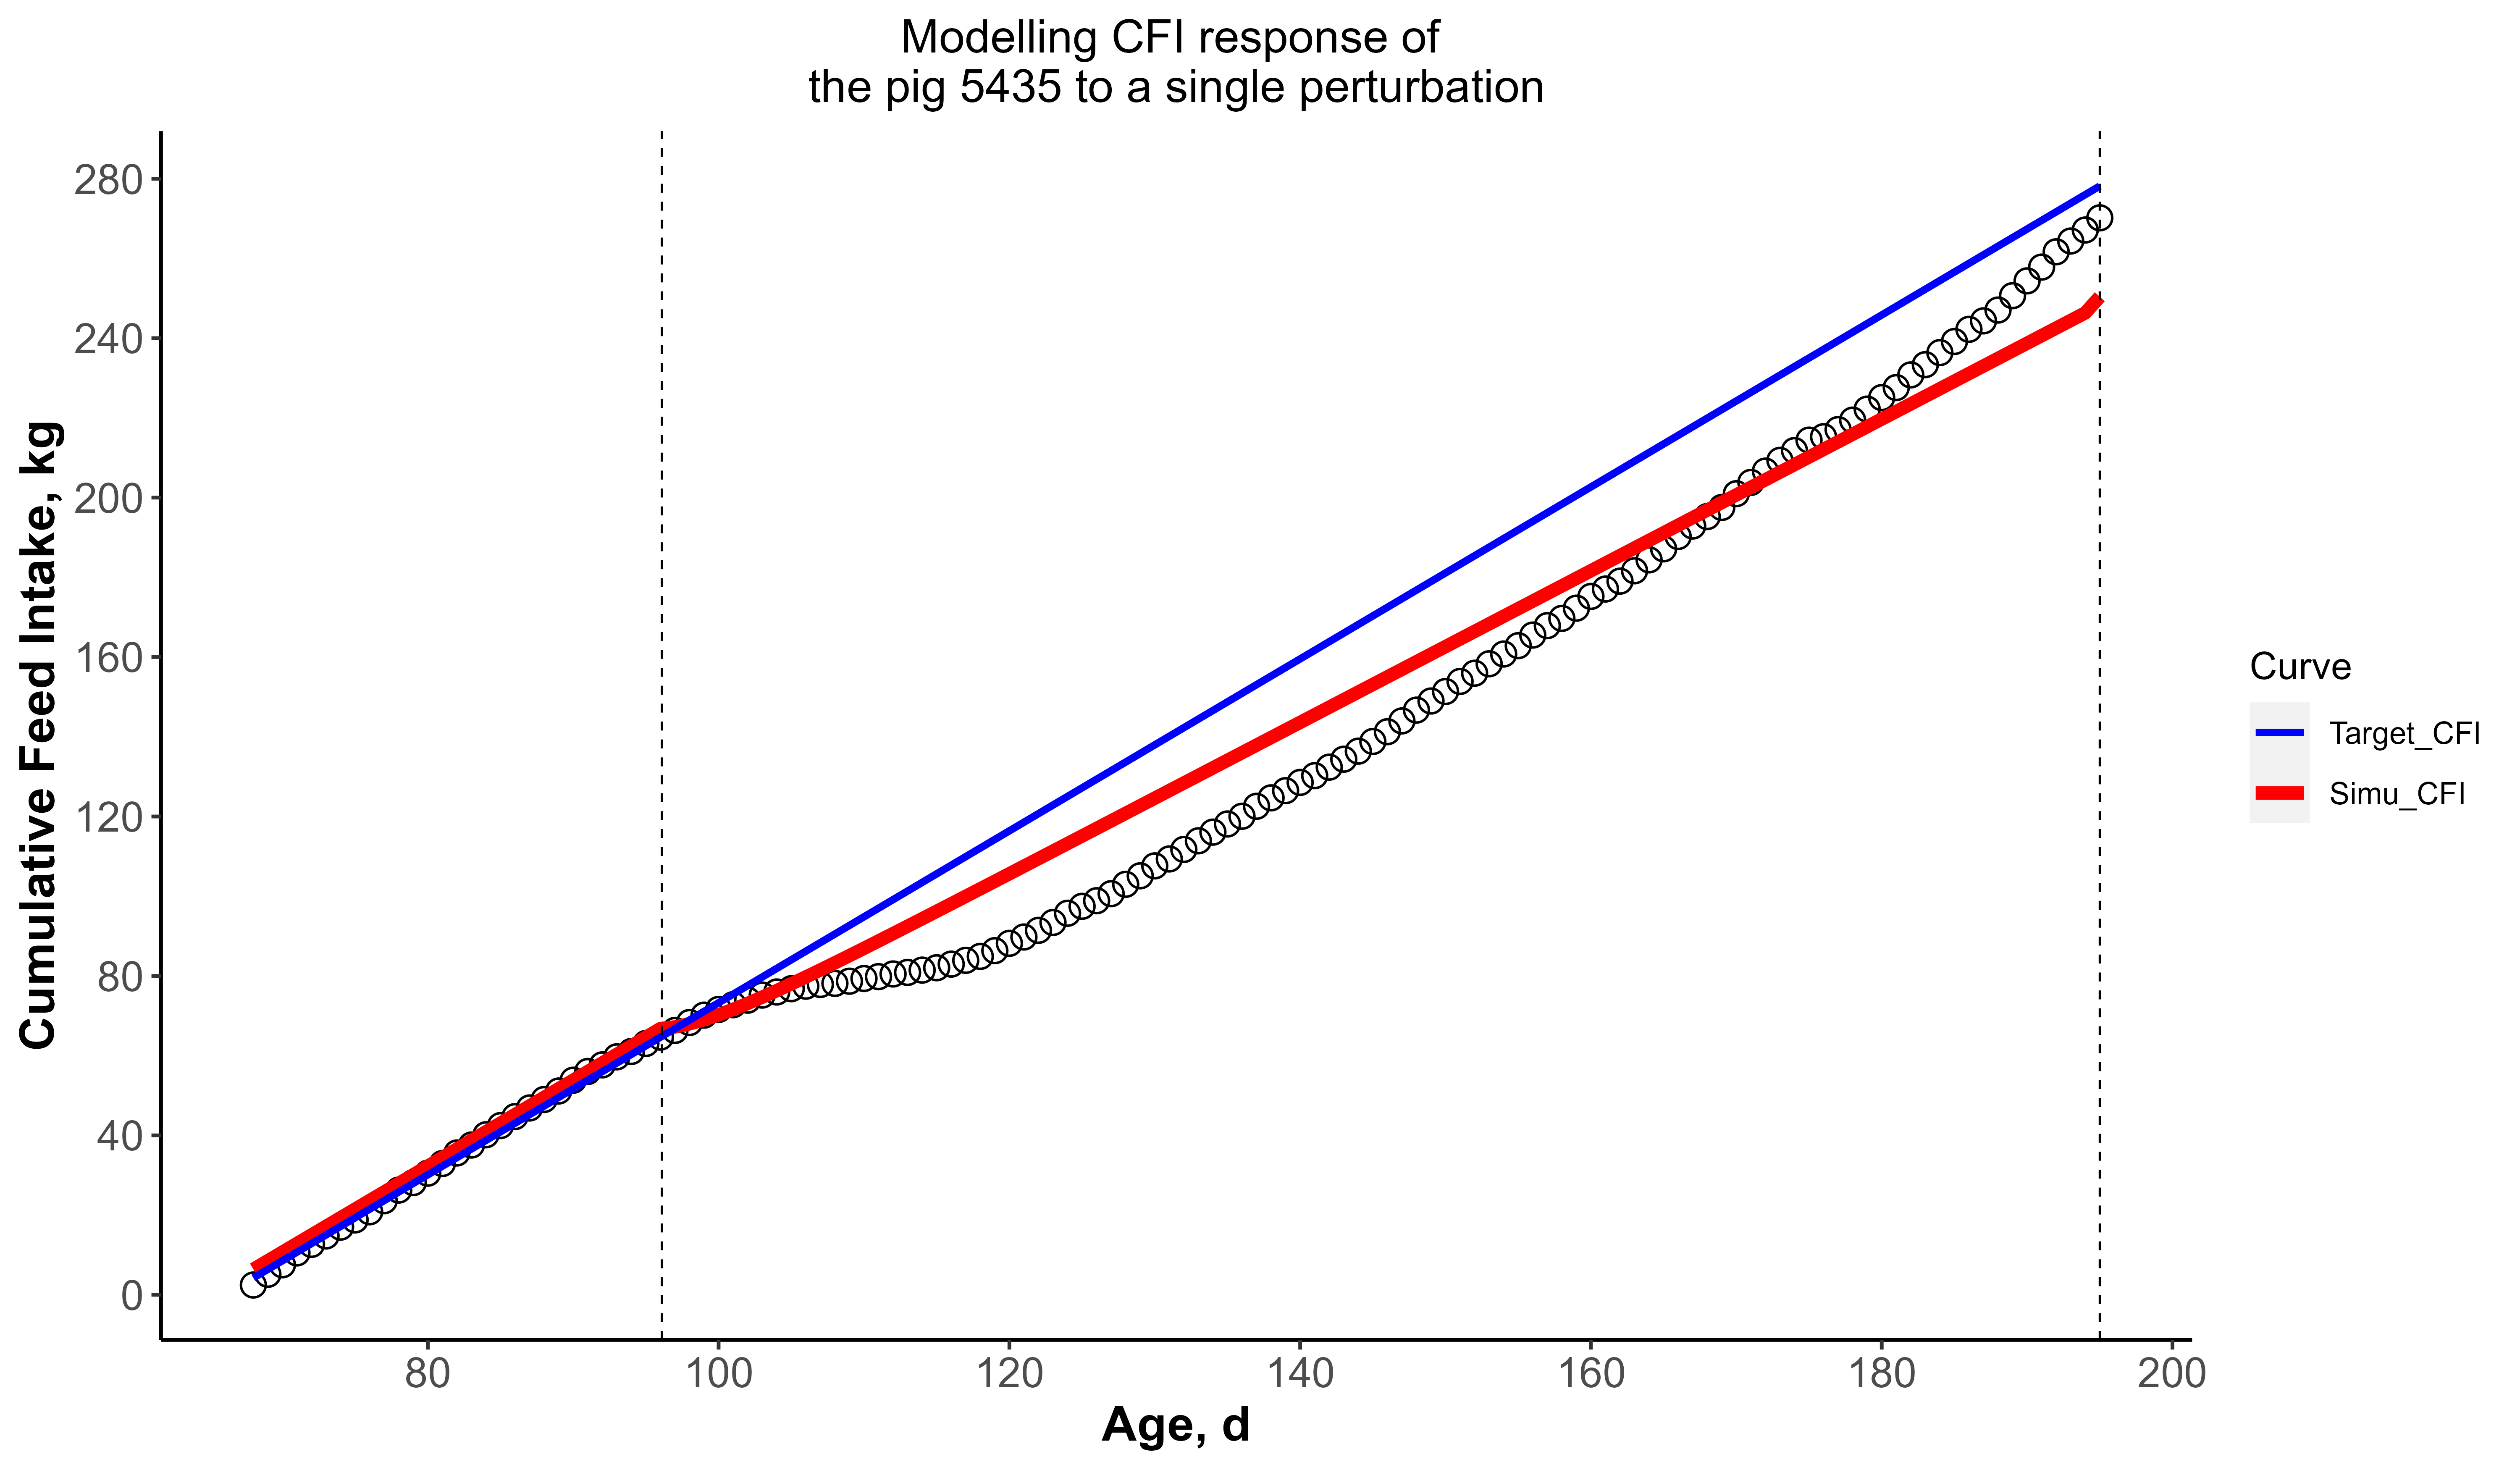 Modelling CFI response of
the pig 5435 to a single perturbation
Cumulative Feed Intake, kg
280
240
200
160
120
80
40
0
80 100 120 140 160 180 200
Age, d
Curve
Target_CFI
Simu_CFI